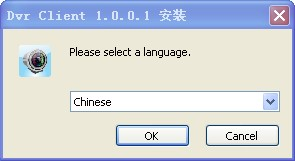 Dvr Client 1.0.0.1 安装
Please select a language.
Chinese
OK
Cancel